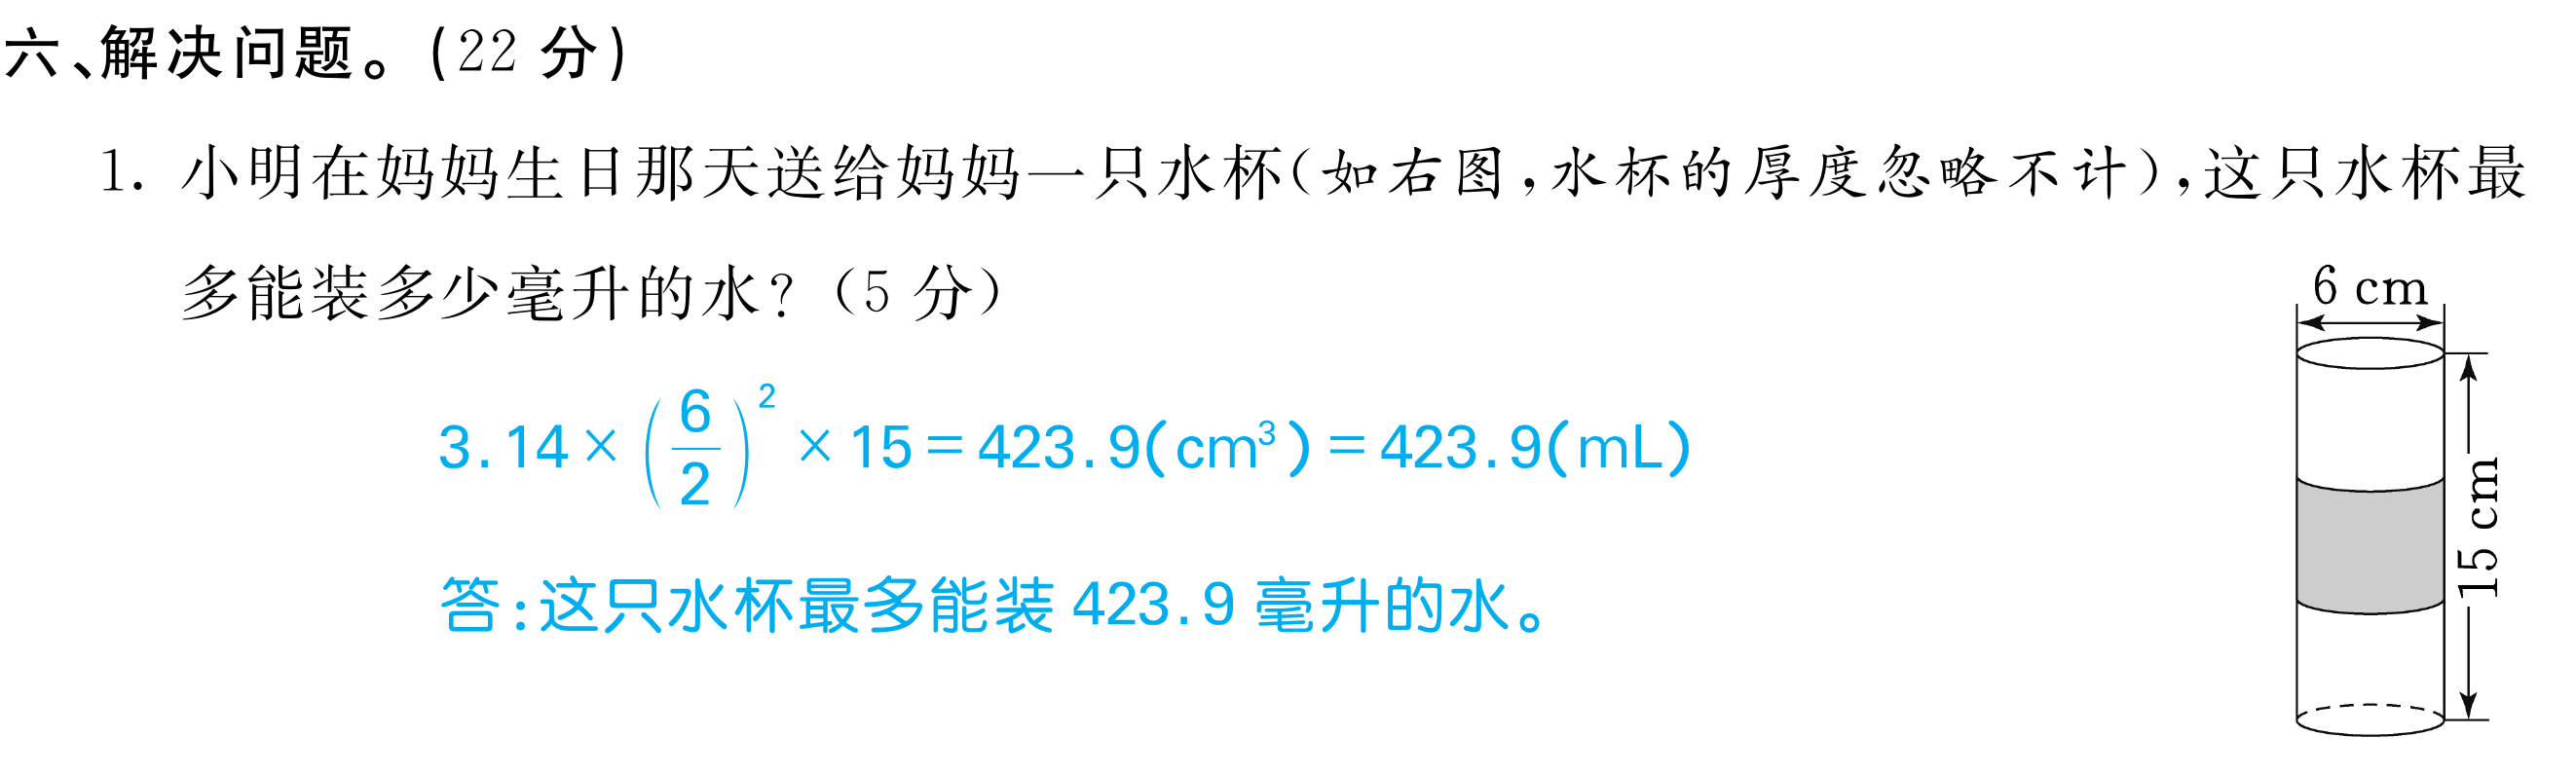 六、解决问题。(22 分)
1. 小明在妈妈生日那天送给妈妈一只水杯(如右图,水杯的厚度忽略不计),这只水杯最
多能装多少毫升的水?(5 分)
6 cm
15 cm
3.14×(6/2)²×15=423.9(cm³)=423.9(mL)
答:这只水杯最多能装 423.9 毫升的水。